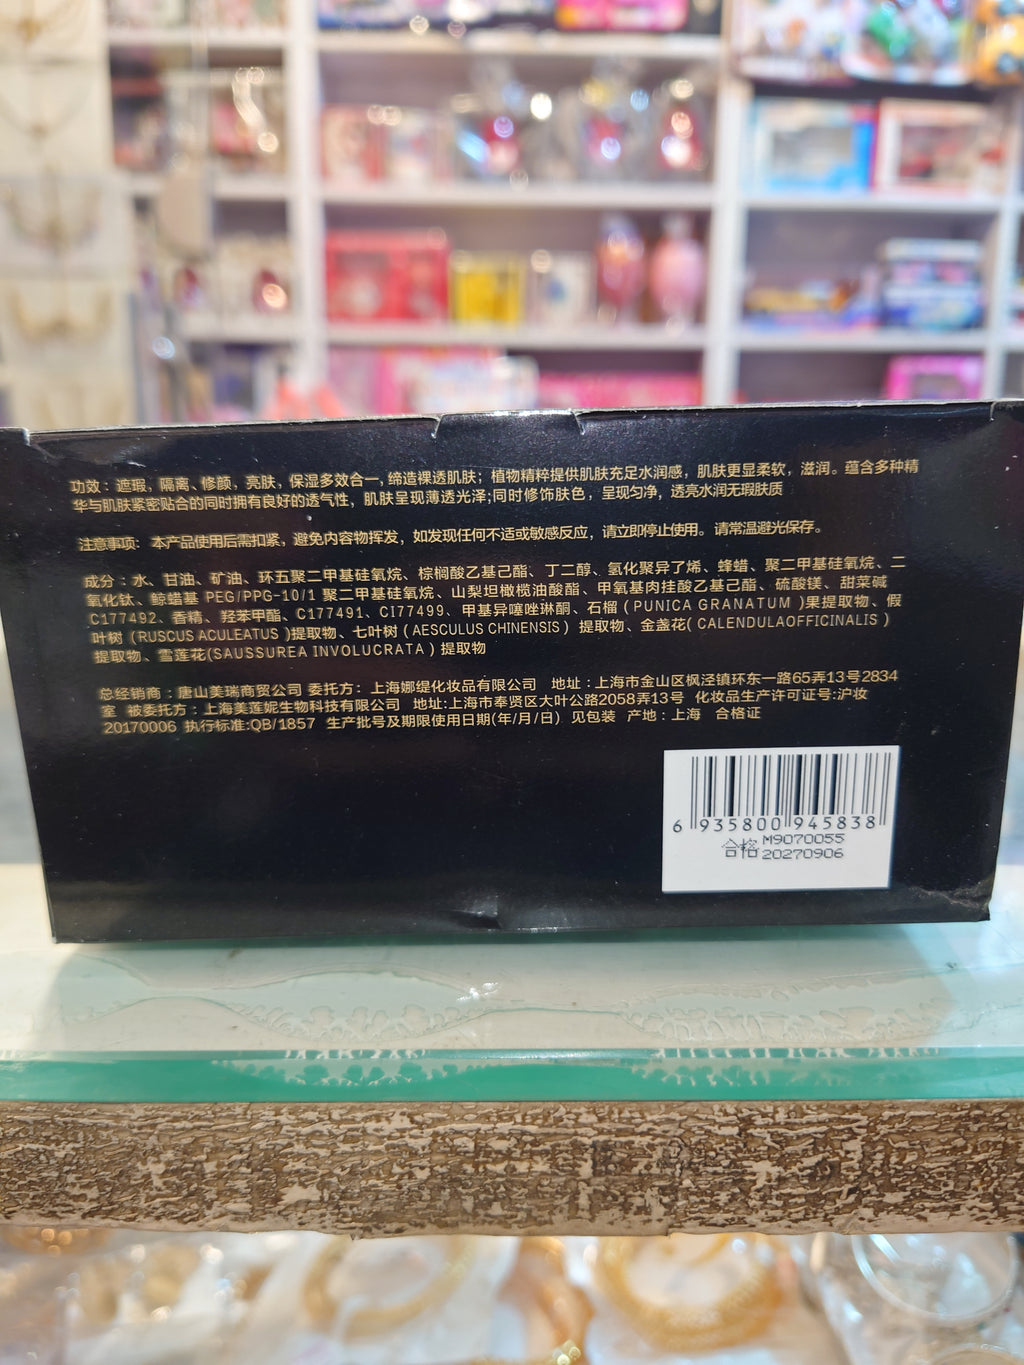 功效：遮瑕，隔离、修颜，亮肤，保湿多效合一，缔造裸透肌肤；植物精粹提供肌肤充足水润感，肌肤更显柔软，滋润。蕴含多种精
华与肌肤紧密贴合的同时拥有良好的透气性，肌肤呈现薄透光泽;同时修饰肤色，呈现匀净，透亮水润无瑕肤质
注意事项：本产品使用后需扣紧，避免内容物挥发，如发现任何不适或敏感反应，请立即停止使用。请常温避光保存。
成分：水、甘油、矿油、环五聚二甲基硅氧烷、棕榈酸乙基己酯、丁二醇、氢化聚异丁烯、蜂蜡、聚二甲基硅氧烷、二
氧化钛、鲸蜡基 PEG/PPG-10/1 聚二甲基硅氧烷、山梨坦橄榄油酸酯、甲氧基肉桂酸乙基己酯、硫酸镁、甜菜碱
C177492、香精、羟苯甲酯、C177491、CI77499、甲基异噻唑啉酮、石榴（PUNICA GRANATUM )果提取物、假
叶树 (RUSCUS ACULEATUS )提取物、七叶树（AESCULUS CHINENSIS）提取物、金盏花( CALENDULAOFFICINALIS )
提取物、雪莲花(SAUSSUREA INVOLUCRATA ) 提取物
总经销商：唐山美瑞商贸公司 委托方：上海娜缇化妆品有限公司 地址：上海市金山区枫泾镇环东一路65弄13号2834
室 被委托方：上海美莲妮生物科技有限公司 地址:上海市奉贤区大叶公路2058弄13号 化妆品生产许可证号:沪妆
20170006 执行标准:QB/1857 生产批号及期限使用日期(年/月/日) 见包装 产地：上海 合格证
6 935800 945838
合格 M9070055
20270906